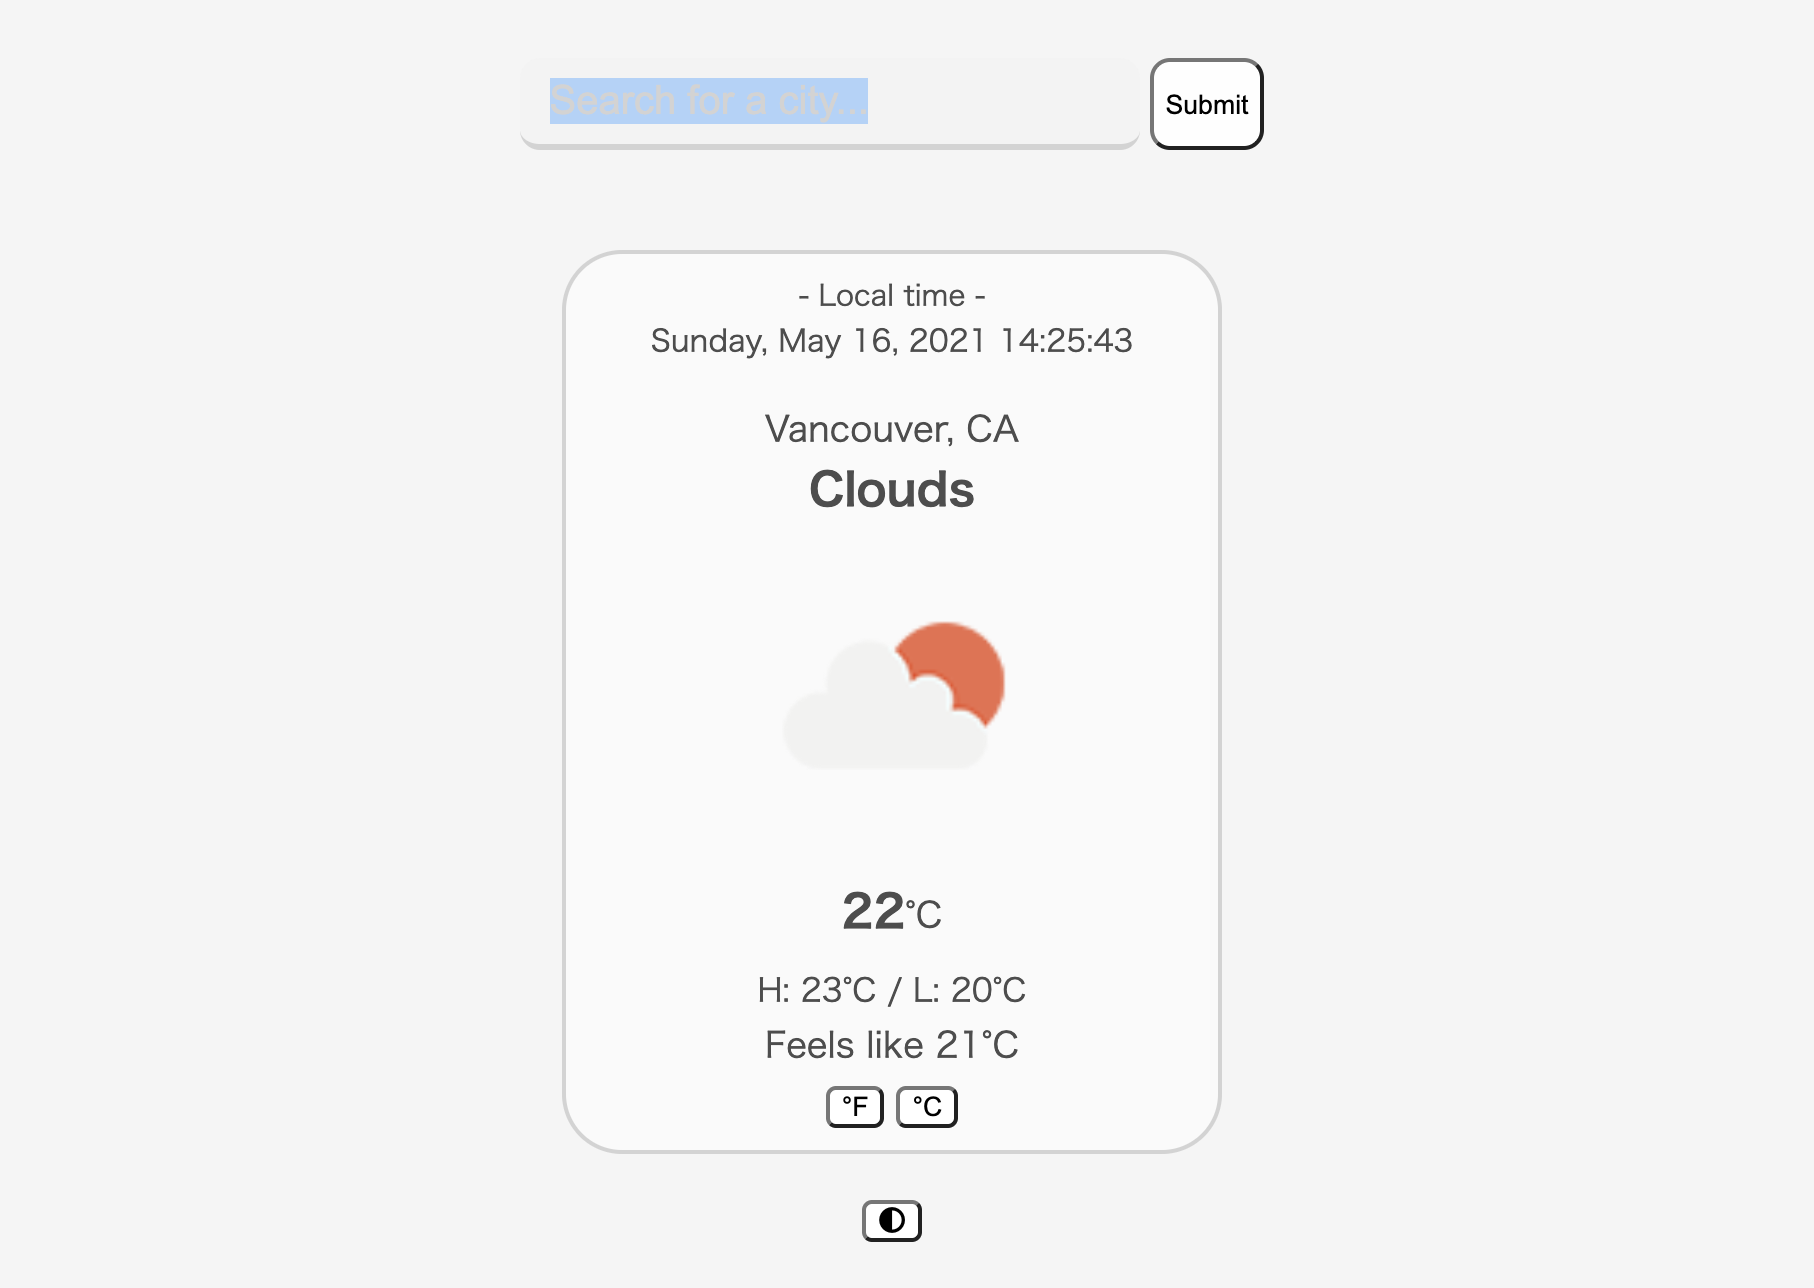 Search for a city...
Submit
- Local time -
Sunday, May 16, 2021 14:25:43
Vancouver, CA
Clouds
22°C
H: 23°C / L: 20°C
Feels like 21°C
°F °C